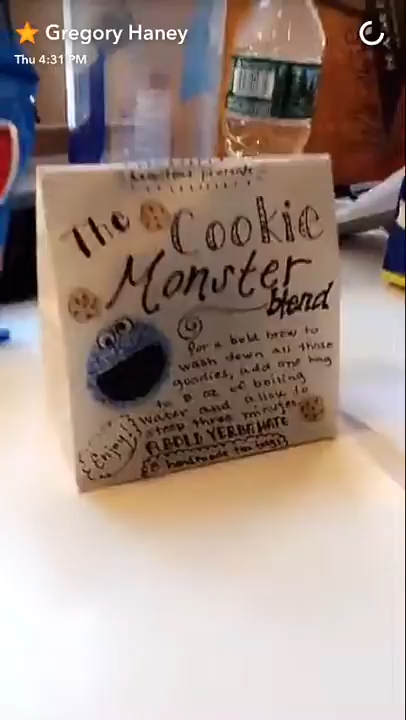 Gregory Haney
Thu 4:31 PM
presents
The Cookie
Monster
blend
for a bold brew to
wash down all those
goodies, add one bag
to 8 oz of boiling
water and allow to
steep three minutes.
A BOLD YERBA MATE
handmade tea bags
Enjoy!